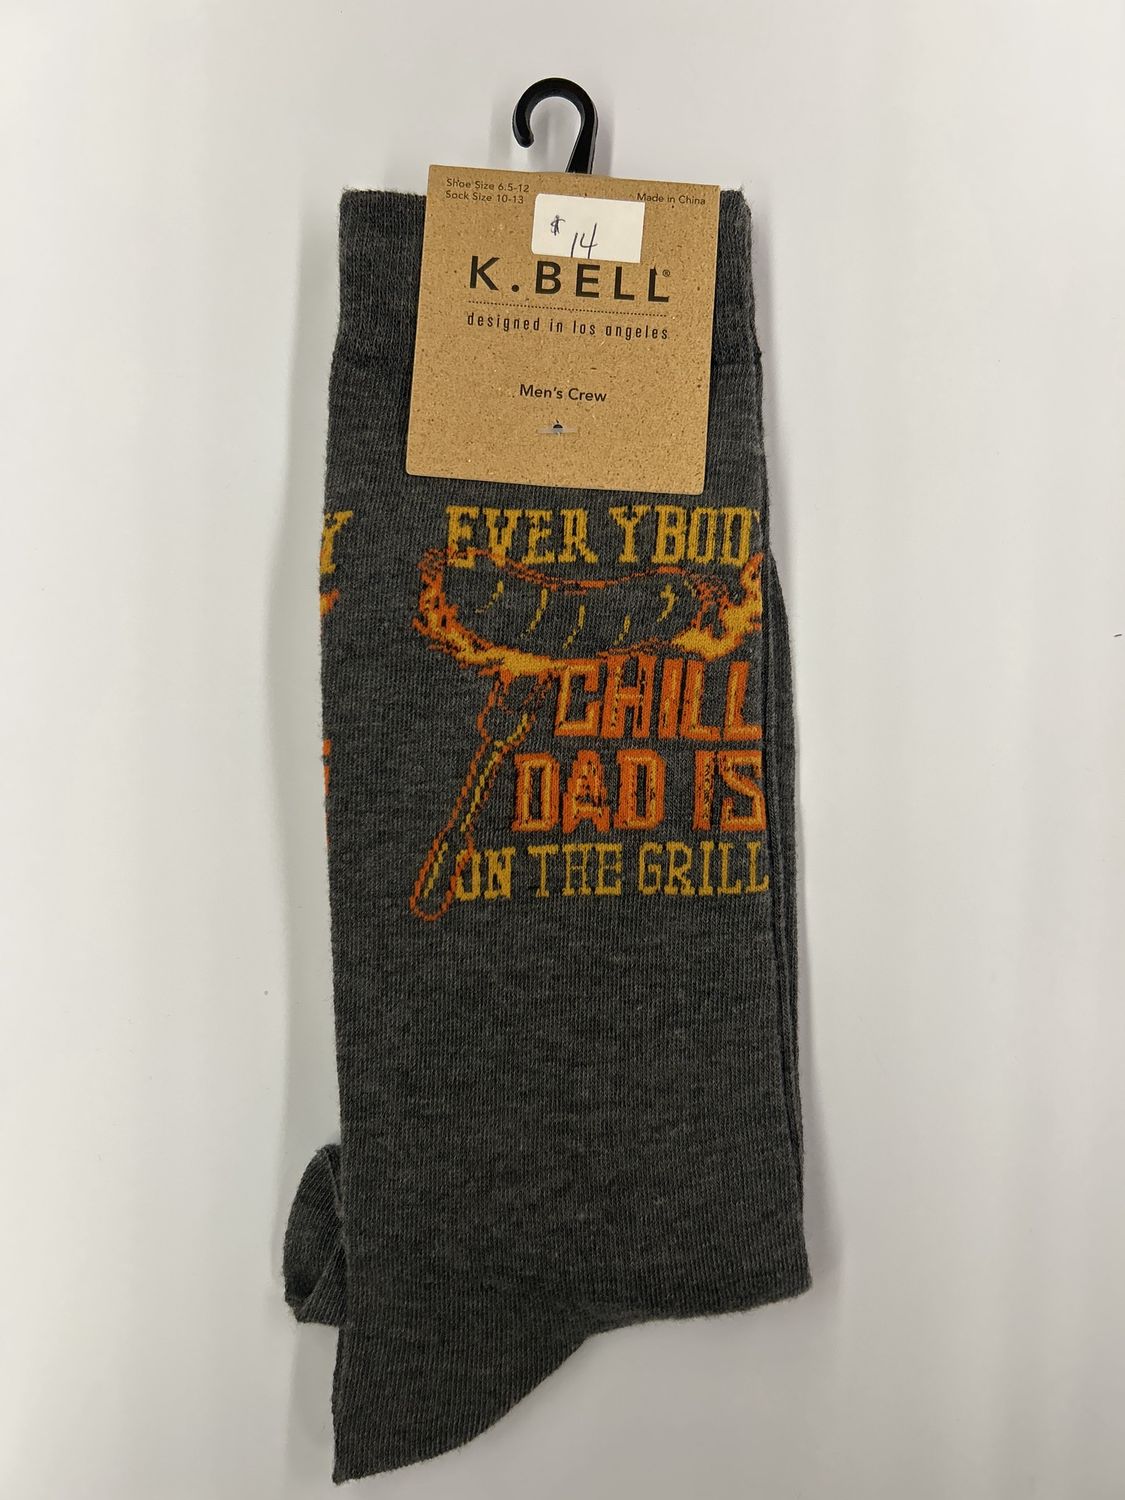 Shoe Size 6.5-12
Sock Size 10-13
Made in China
$ 14
K.BELL®
designed in los angeles
Men's Crew
EVERYBODY
CHILL
DAD IS
ON THE GRILL
Y